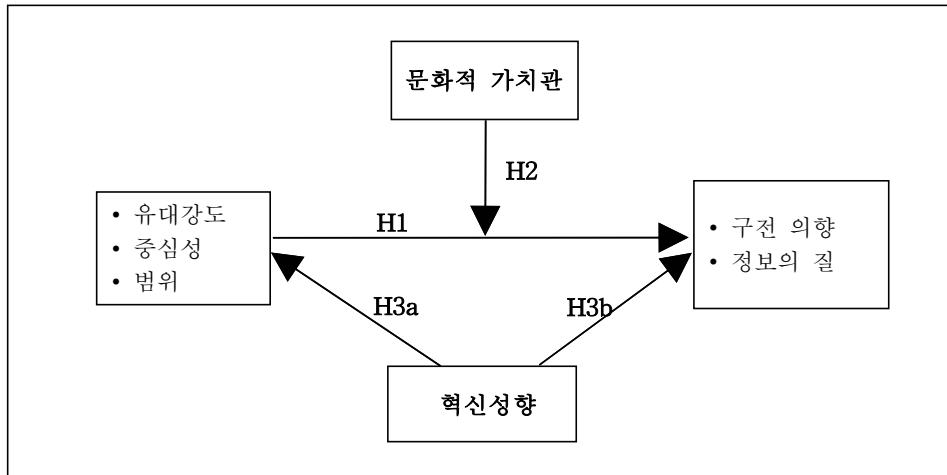 문화적 가치관
H2
• 유대강도
• 중심성
• 범위
H1
• 구전 의향
• 정보의 질
H3a
H3b
혁신성향